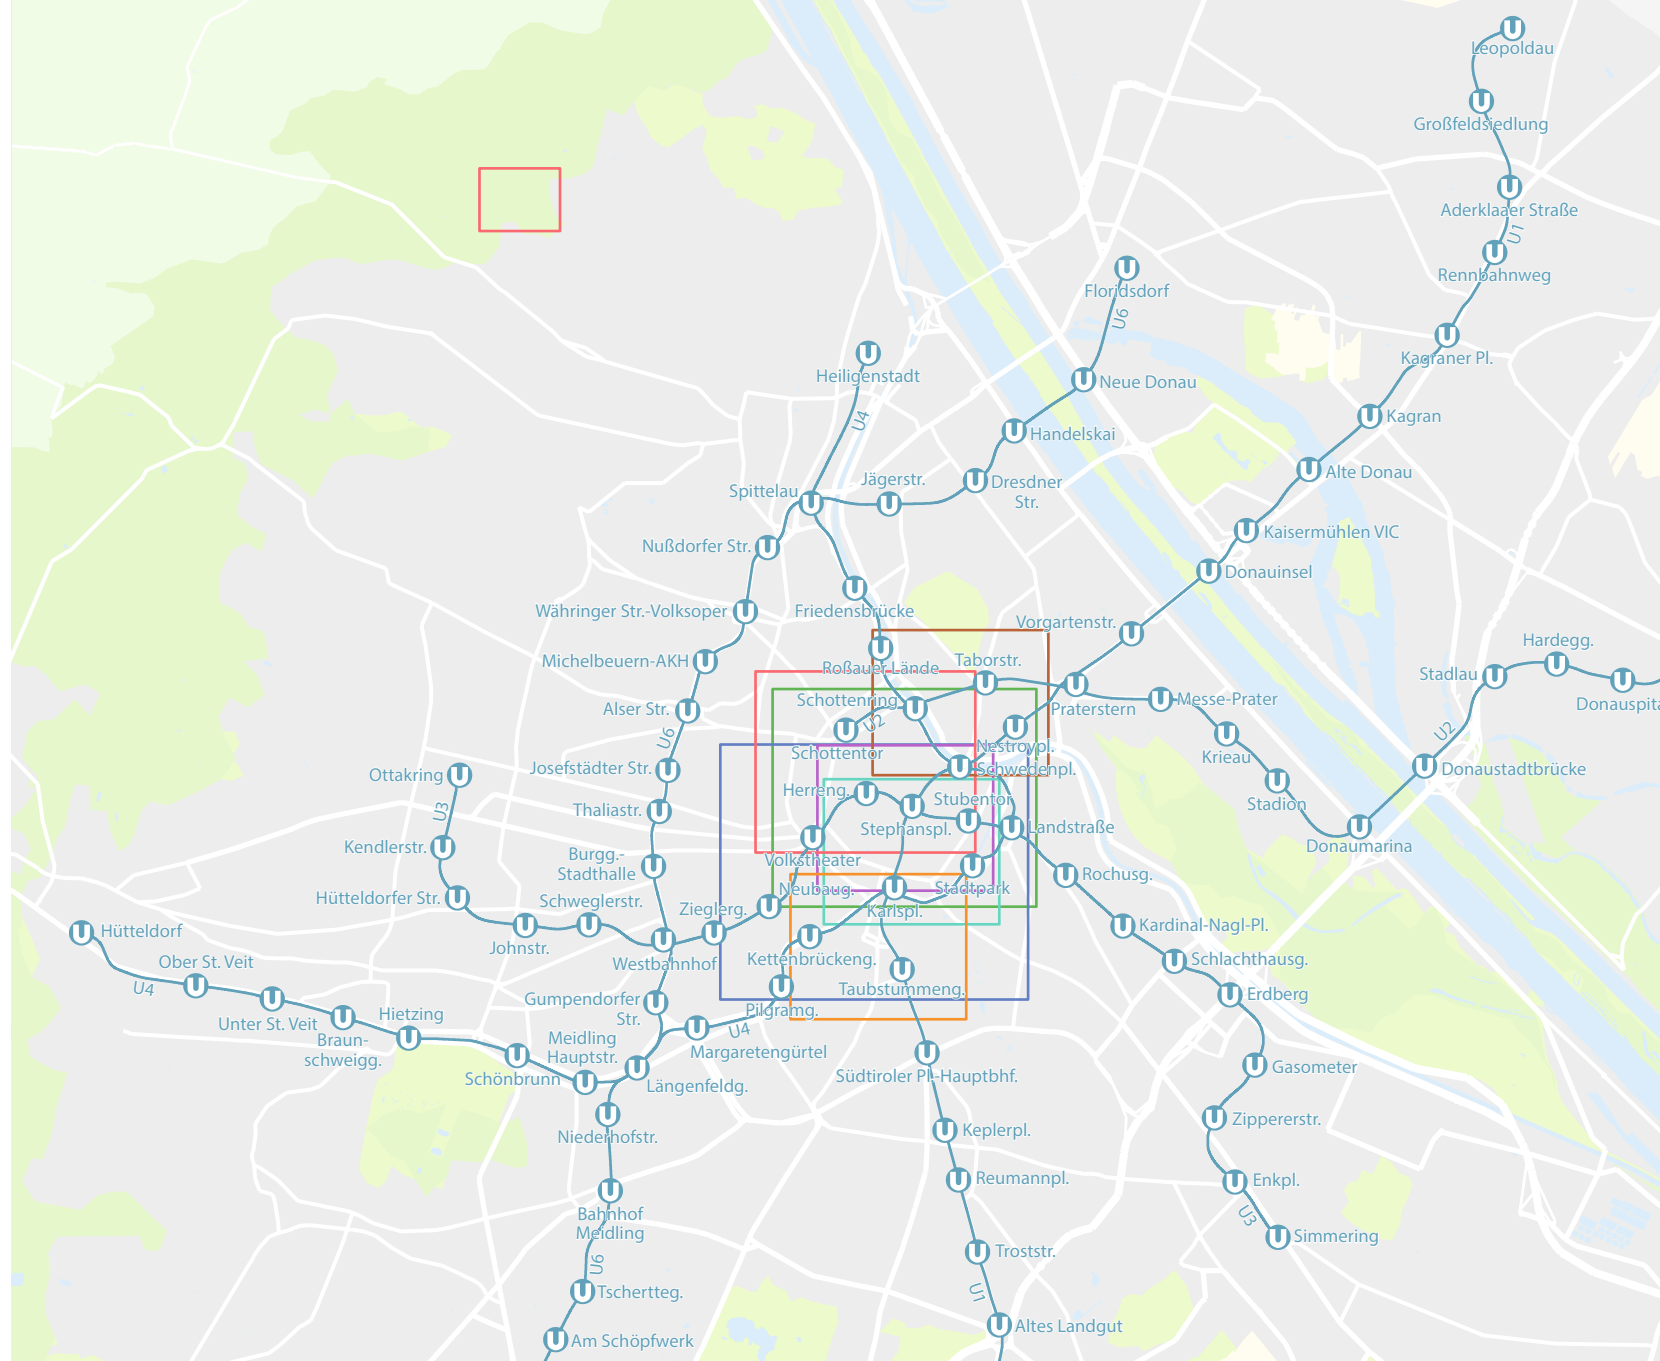 Leopoldau
Großfeldsiedlung
Aderklaaer Straße
U1
Rennbahnweg
Floridsdorf
U6
Kagraner Pl.
Heiligenstadt
Neue Donau
U4
Kagran
Handelskai
Alte Donau
Jägerstr.
Dresdner
Str.
Spittelau
Kaisermühlen VIC
Nußdorfer Str.
Donauinsel
Währinger Str.-Volksoper
Friedensbrücke
Vorgartenstr.
Michelbeuern-AKH
Roßauer Lände
Taborstr.
Hardegg.
Stadlau
Alser Str.
Schottenring
Praterstern
Messe-Prater
Donauspita
U2
U6
U2
Schottentor
Nestroypl.
Krieau
Josefstädter Str.
Schwedenpl.
Donaustadtbrücke
Ottakring
Herreng.
Stubentor
Stadion
U3
Thaliastr.
Stephanspl.
Landstraße
Kendlerstr.
Burgg.-
Stadthalle
Volkstheater
Donaumarina
Rochusg.
Neubaug.
Stadtpark
Hütteldorfer Str.
Schweglerstr.
Zieglerg.
Karlspl.
Kardinal-Nagl-Pl.
Hütteldorf
Johnstr.
Westbahnhof
Kettenbrückeng.
Schlachthausg.
Ober St. Veit
U4
Taubstummeng.
Erdberg
Gumpendorfer
Str.
Pilgramg.
Unter St. Veit
Hietzing
Braun-
schweigg.
Meidling
Hauptstr.
U4
Margaretengürtel
Schönbrunn
Längenfeldg.
Südtiroler Pl.-Hauptbhf.
Gasometer
Niederhofstr.
Keplerpl.
Zippererstr.
Reumannpl.
Enkpl.
Bahnhof
Meidling
U3
Simmering
U6
Troststr.
Tschertteg.
U1
Altes Landgut
Am Schöpfwerk